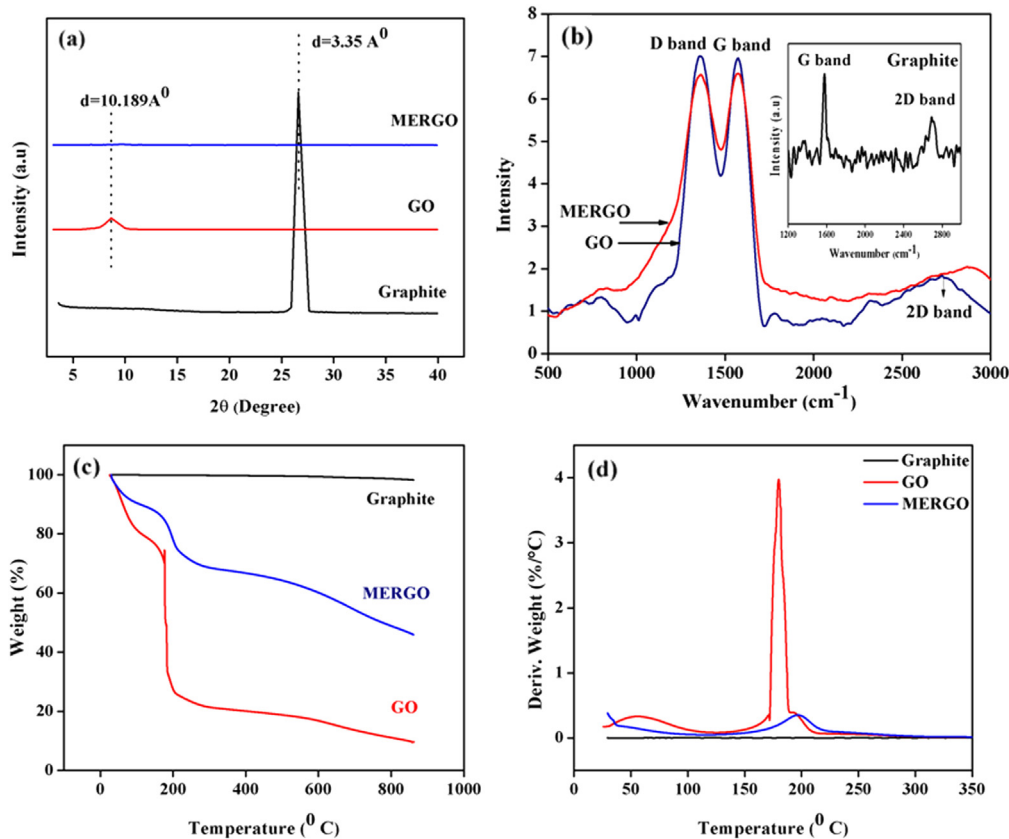 (a)
d=3.35 A⁰
d=10.189A⁰
MERGO
GO
Graphite
Intensity (a.u)
5 10 15 20 25 30 35 40
2θ (Degree)
(b)
D band G band
8
7
6
5
4
3
2
1
0
Intensity
MERGO
GO
2D band
500 1000 1500 2000 2500 3000
Wavenumber (cm⁻¹)
G band
Graphite
2D band
Intensity (a.u)
1200 1600 2000 2400 2800
Wavenumber (cm⁻¹)
(c)
100
80
60
40
20
0
Weight (%)
Graphite
MERGO
GO
0 200 400 600 800 1000
Temperature (⁰ C)
(d)
Graphite
GO
MERGO
4
3
2
1
0
Deriv. Weight (%/°C)
0 50 100 150 200 250 300 350
Temperature (⁰ C)